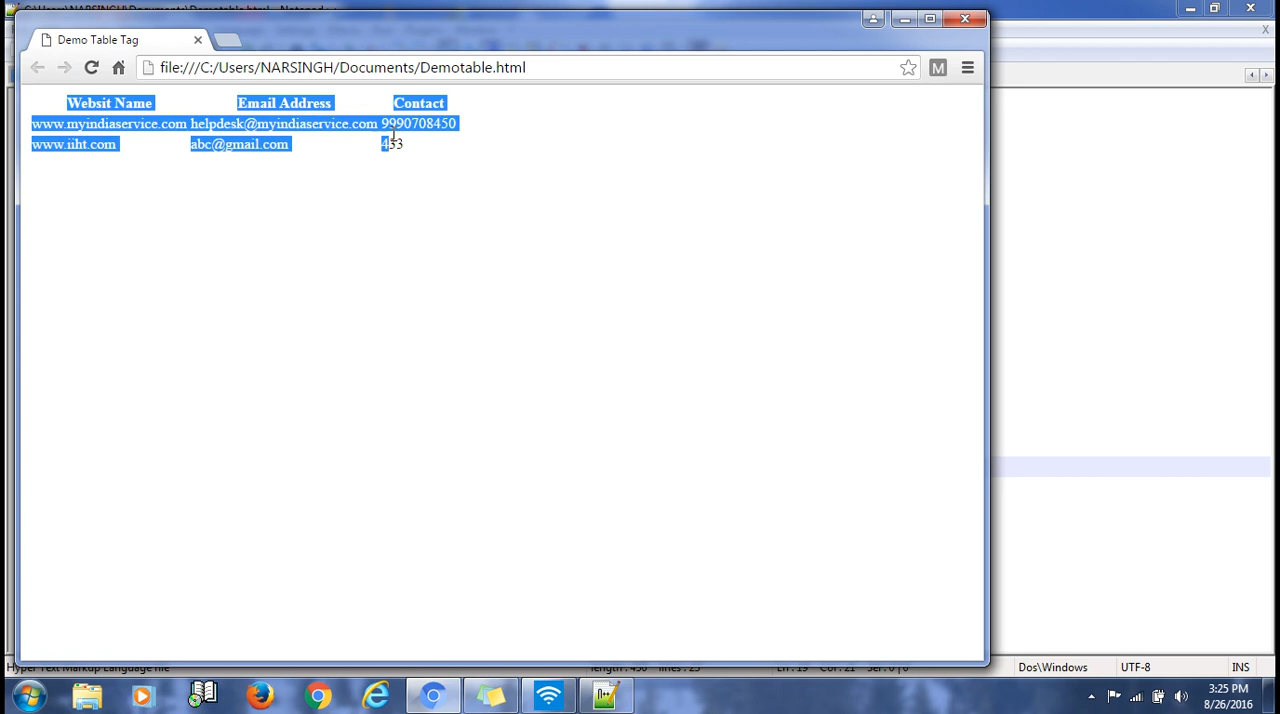 Demo Table Tag
file:///C:/Users/NARSINGH/Documents/Demotable.html
M
Websit Name Email Address Contact
www.myindiaservice.com helpdesk@myindiaservice.com 9990708450
www.iiht.com abc@gmail.com 453
Dos\Windows UTF-8 INS
3:25 PM
8/26/2016